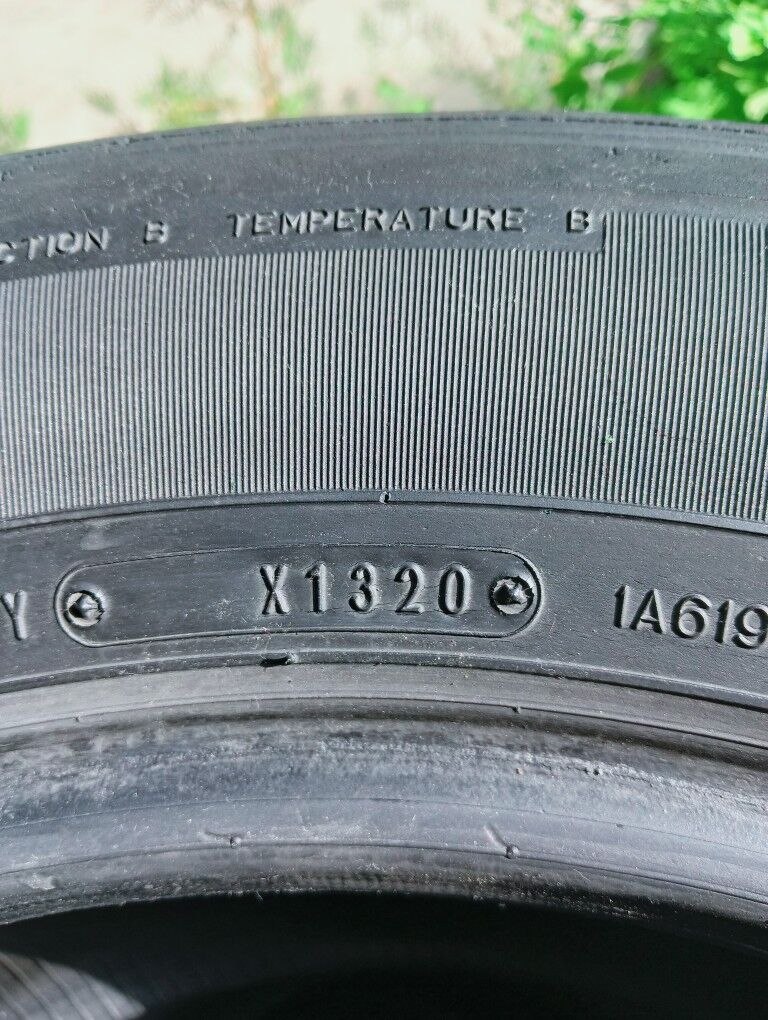 CTION B TEMPERATURE B
Y X1320 1A619